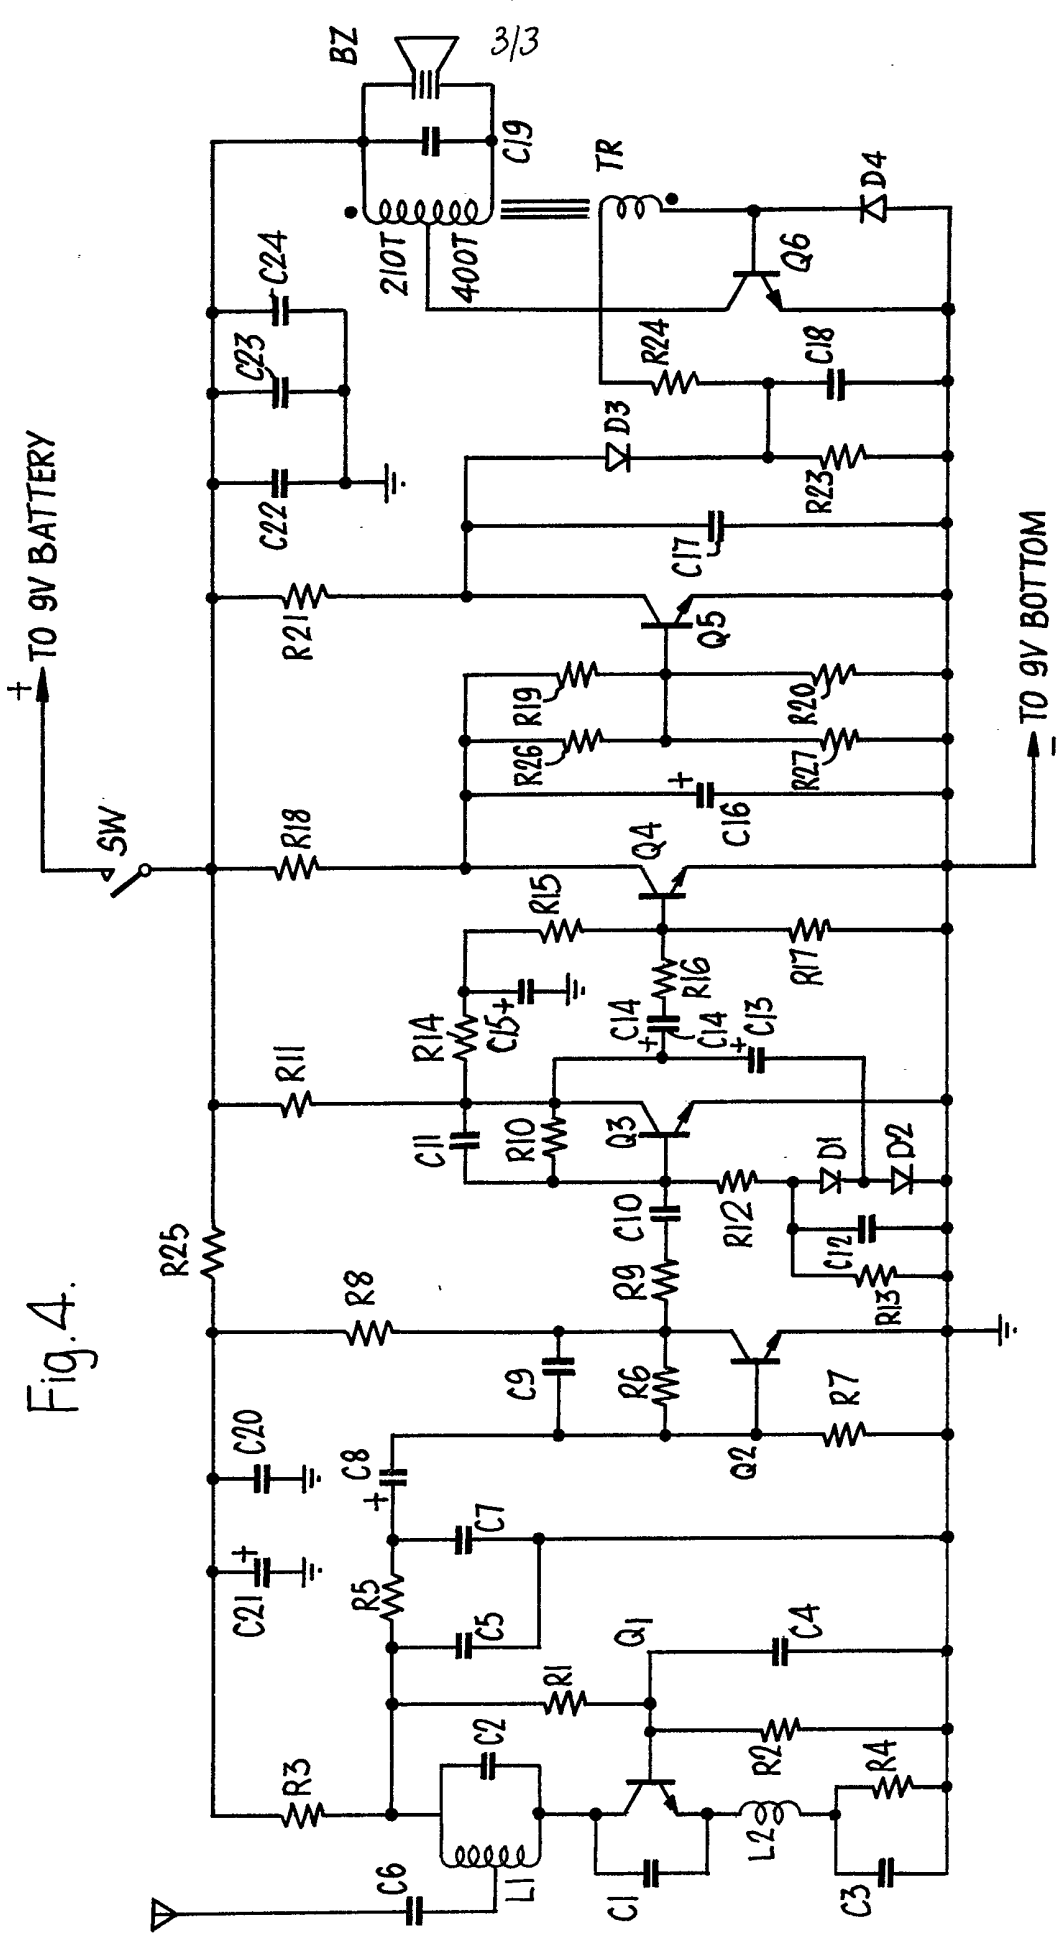 Fig. 4.
3/3
+ TO 9V BATTERY
SW
R25
C21
+
C20
C22
C23
C24
BZ
C19
210T
400T
TR
R3
R8
R11
R18
R21
C6
L1
C2
R5
C5
C7
+
C8
C9
R6
R9
C10
C11
R10
R14
C15
+
R15
R26
R19
D3
R24
R1
Q1
C1
L2
C3
R4
R2
C4
Q2
R7
R12
R13
C12
D1
D2
Q3
+
C14
C14
+
C13
R16
R17
Q4
+
C16
R27
R20
Q5
C17
R23
C18
Q6
D4
- TO 9V BOTTOM